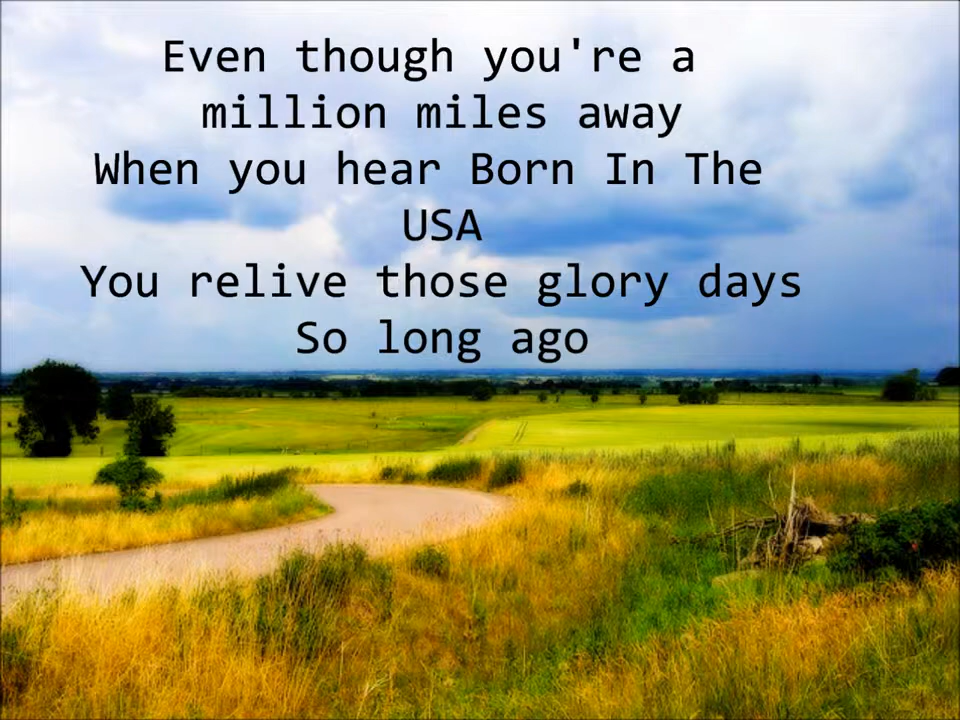 Even though you're a
million miles away
When you hear Born In The
USA
You relive those glory days
So long ago